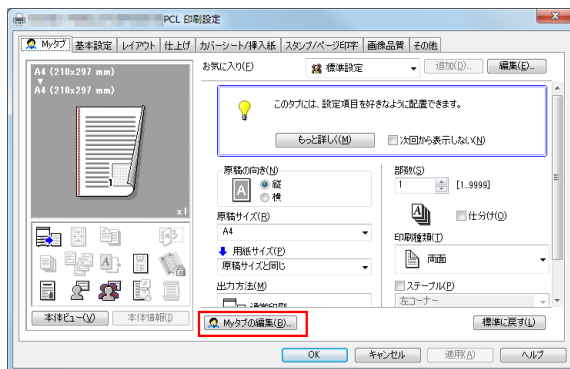 PCL 印刷設定
Myタブ 基本設定 レイアウト 仕上げ カバーシート/挿入紙 スタンプ/ページ印字 画像品質 その他
A4 (210x297 mm)
A4 (210x297 mm)
1
x1
本体ビュー(V) 本体情報(I)
お気に入り(F) 標準設定 追加(D)... 編集(E)...
このタブには、設定項目を好きなように配置できます。
もっと詳しく(M) 次回から表示しない(N)
原稿の向き(N)
A
縦
横
原稿サイズ(R)
A4
用紙サイズ(P)
原稿サイズと同じ
出力方法(M)
通常印刷
部数(S)
1 [1..9999]
仕分け(O)
印刷種類(T)
両面
ステープル(P)
左コーナー
Myタブの編集(B)... 標準に戻す(L)
OK キャンセル 適用(A) ヘルプ